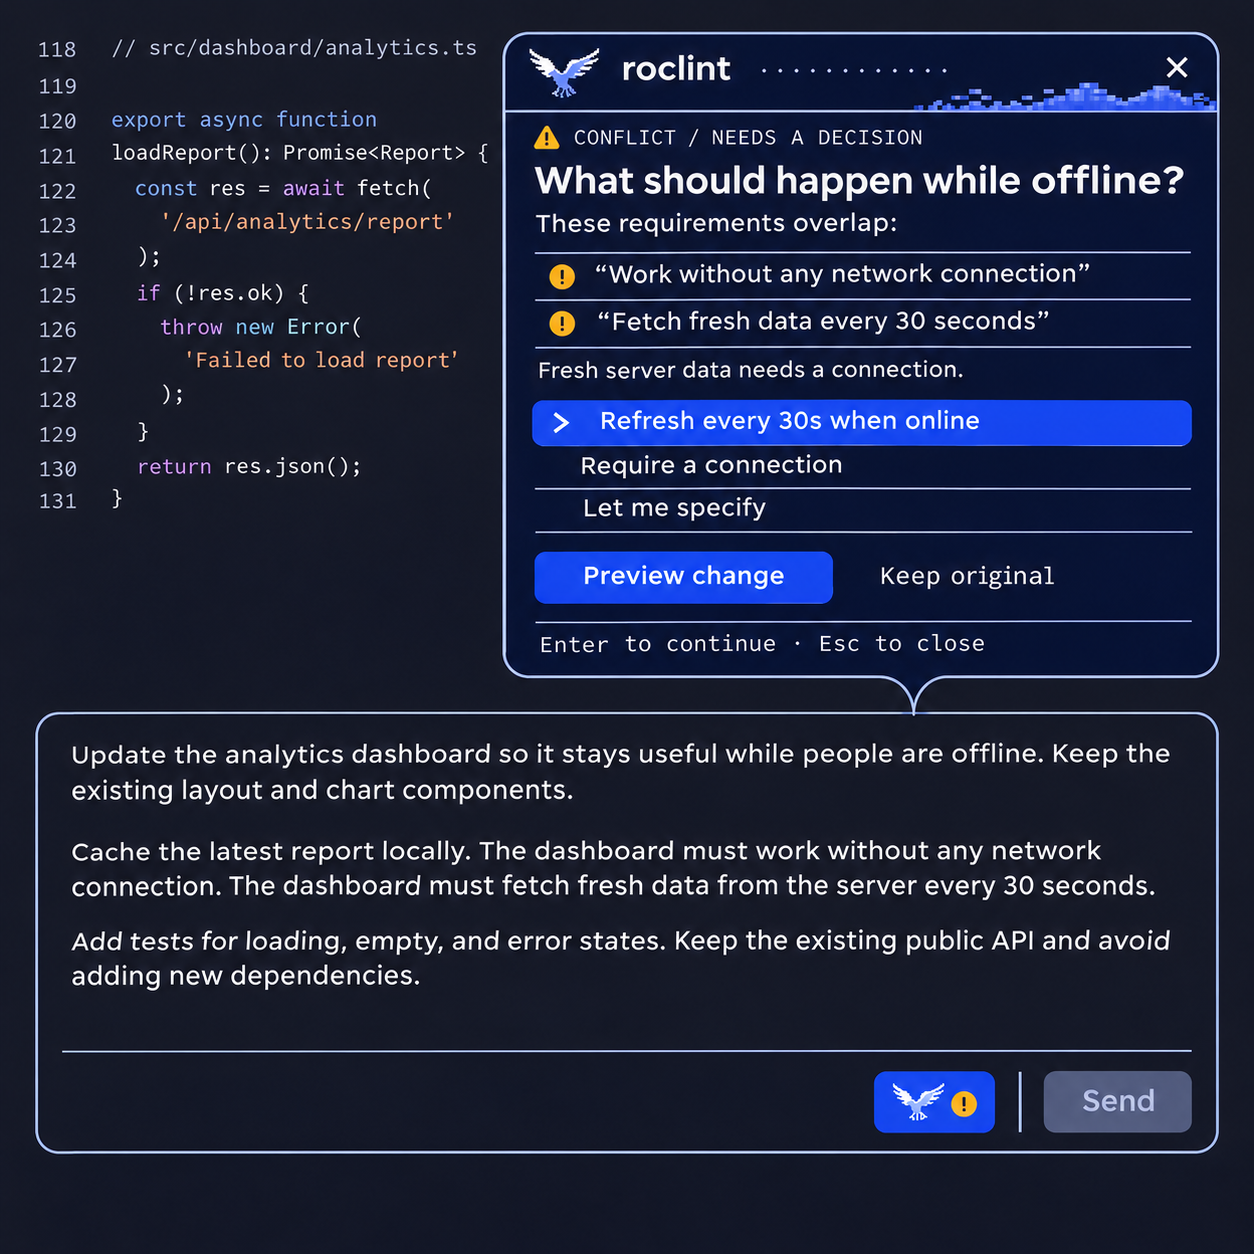 118 // src/dashboard/analytics.ts
119
120 export async function
121 loadReport(): Promise<Report> {
122 const res = await fetch(
123 '/api/analytics/report'
124 );
125 if (!res.ok) {
126 throw new Error(
127 'Failed to load report'
128 );
129 }
130 return res.json();
131 }
roclint
CONFLICT / NEEDS A DECISION
What should happen while offline?
These requirements overlap:
“Work without any network connection”
“Fetch fresh data every 30 seconds”
Fresh server data needs a connection.
Refresh every 30s when online
Require a connection
Let me specify
Preview change Keep original
Enter to continue · Esc to close
Update the analytics dashboard so it stays useful while people are offline. Keep the
existing layout and chart components.
Cache the latest report locally. The dashboard must work without any network
connection. The dashboard must fetch fresh data from the server every 30 seconds.
Add tests for loading, empty, and error states. Keep the existing public API and avoid
adding new dependencies.
Send